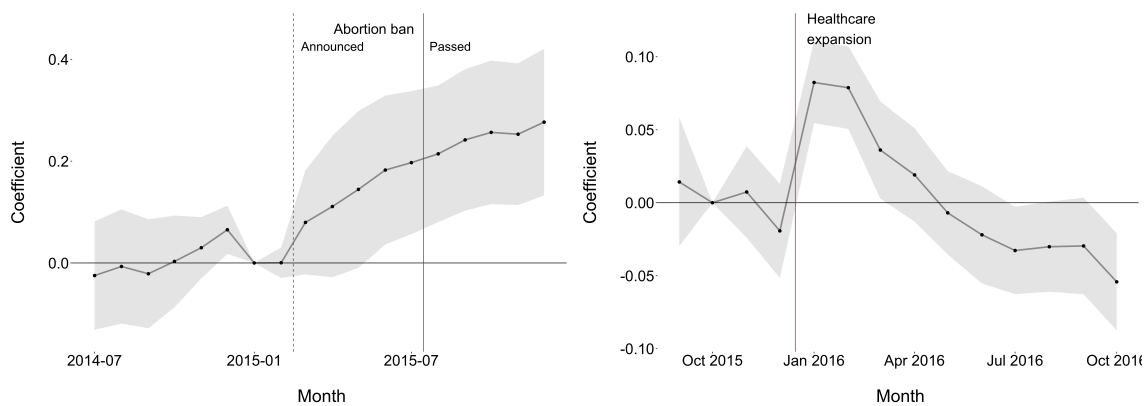 Abortion ban
Announced
Passed
0.4
0.2
0.0
Coefficient
2014-07
2015-01
2015-07
Month
Healthcare
expansion
0.10
0.05
0.00
-0.05
-0.10
Coefficient
Oct 2015
Jan 2016
Apr 2016
Jul 2016
Oct 2016
Month